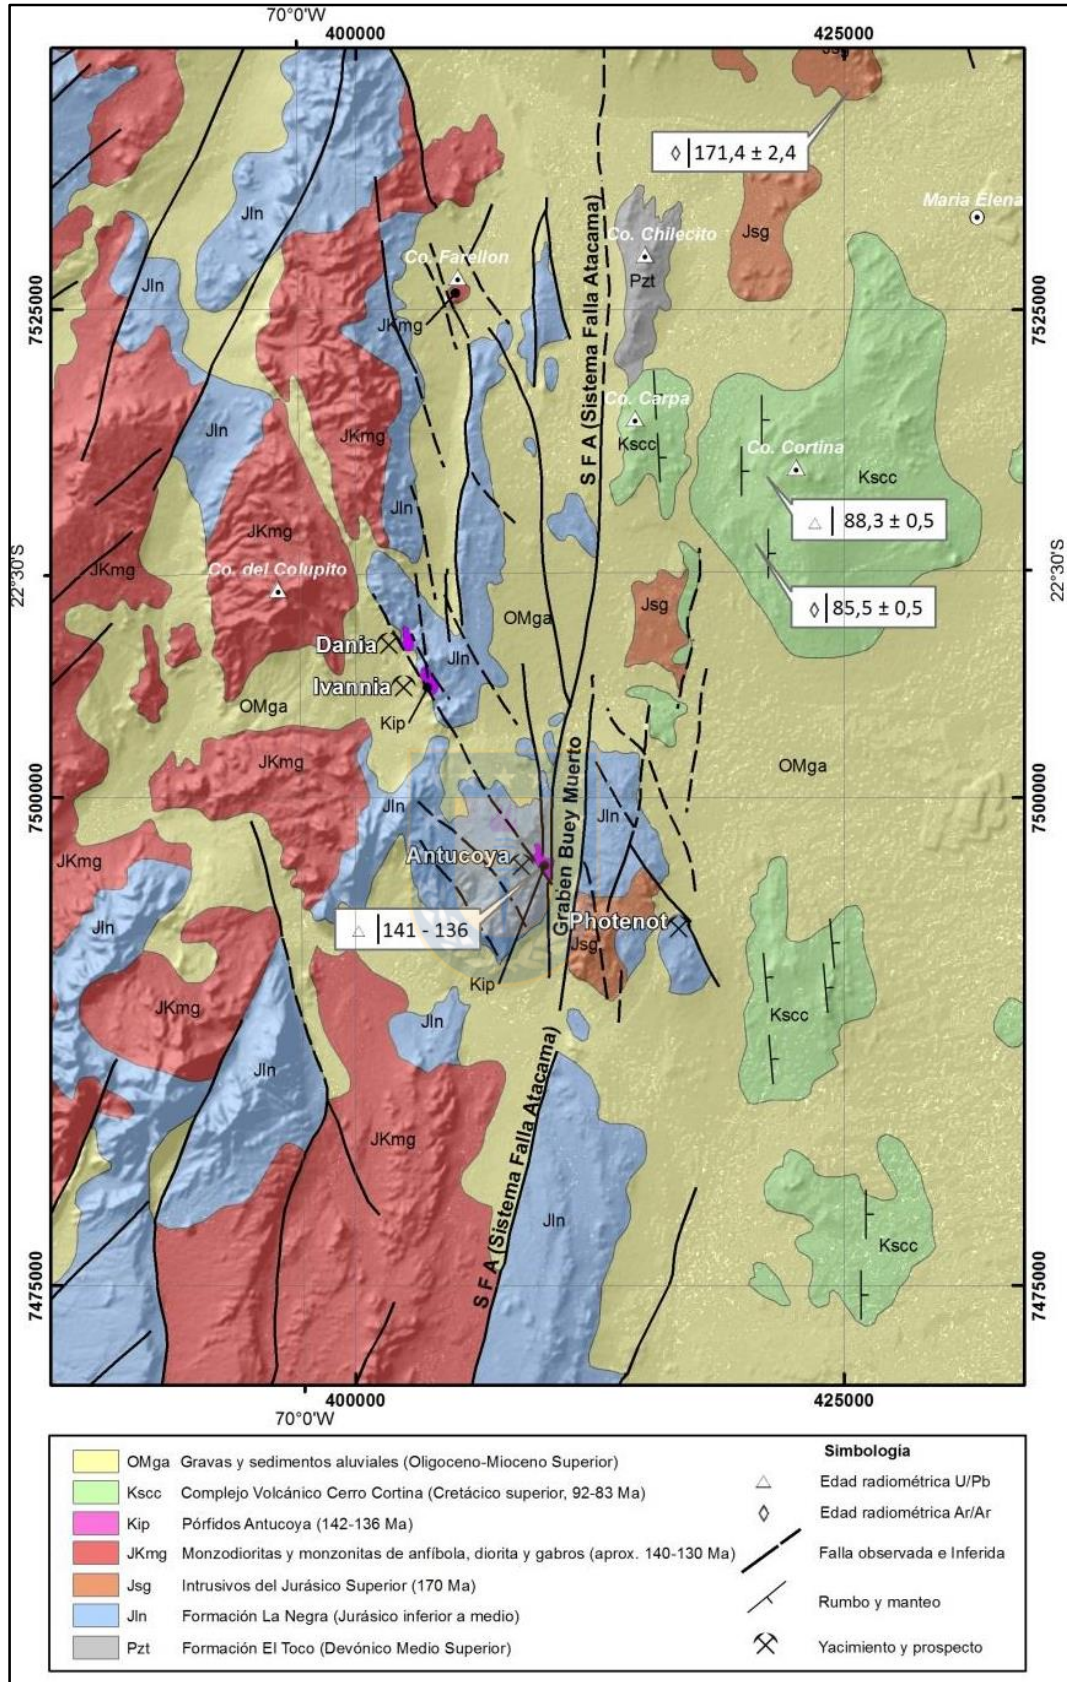 70°0'W
400000
425000
Jsg
◊ 171,4 ± 2,4
Maria Elena
Jln
Co. Chilecito
Jsg
Co. Farellon
Pzt
Jln
7525000
7525000
JKmg
SFA (Sistema Falla Atacama)
Co. Carpa
Jln
JKmg
Kscc
Co. Cortina
Kscc
Jln
△ 88,3 ± 0,5
JKmg
22°30'S
22°30'S
JKmg
Co. del Colupito
OMga
Jsg
◊ 85,5 ± 0,5
Dania
Jln
Ivannia
OMga
Kip
JKmg
OMga
Graben Buey Muerto
7500000
7500000
Jln
Jln
JKmg
Antucoya
Photenot
△ 141 - 136
Jln
Jsg
Kip
JKmg
Jln
Kscc
Jln
JKmg
SFA (Sistema Falla Atacama)
Jln
Kscc
7475000
7475000
400000
425000
70°0'W
OMga Gravas y sedimentos aluviales (Oligoceno-Mioceno Superior)
Kscc Complejo Volcánico Cerro Cortina (Cretácico superior, 92-83 Ma)
Kip Pórfidos Antucoya (142-136 Ma)
JKmg Monzodioritas y monzonitas de anfíbola, diorita y gabros (aprox. 140-130 Ma)
Jsg Intrusivos del Jurásico Superior (170 Ma)
Jln Formación La Negra (Jurásico inferior a medio)
Pzt Formación El Toco (Devónico Medio Superior)
Simbología
Edad radiométrica U/Pb
Edad radiométrica Ar/Ar
Falla observada e Inferida
Rumbo y manteo
Yacimiento y prospecto